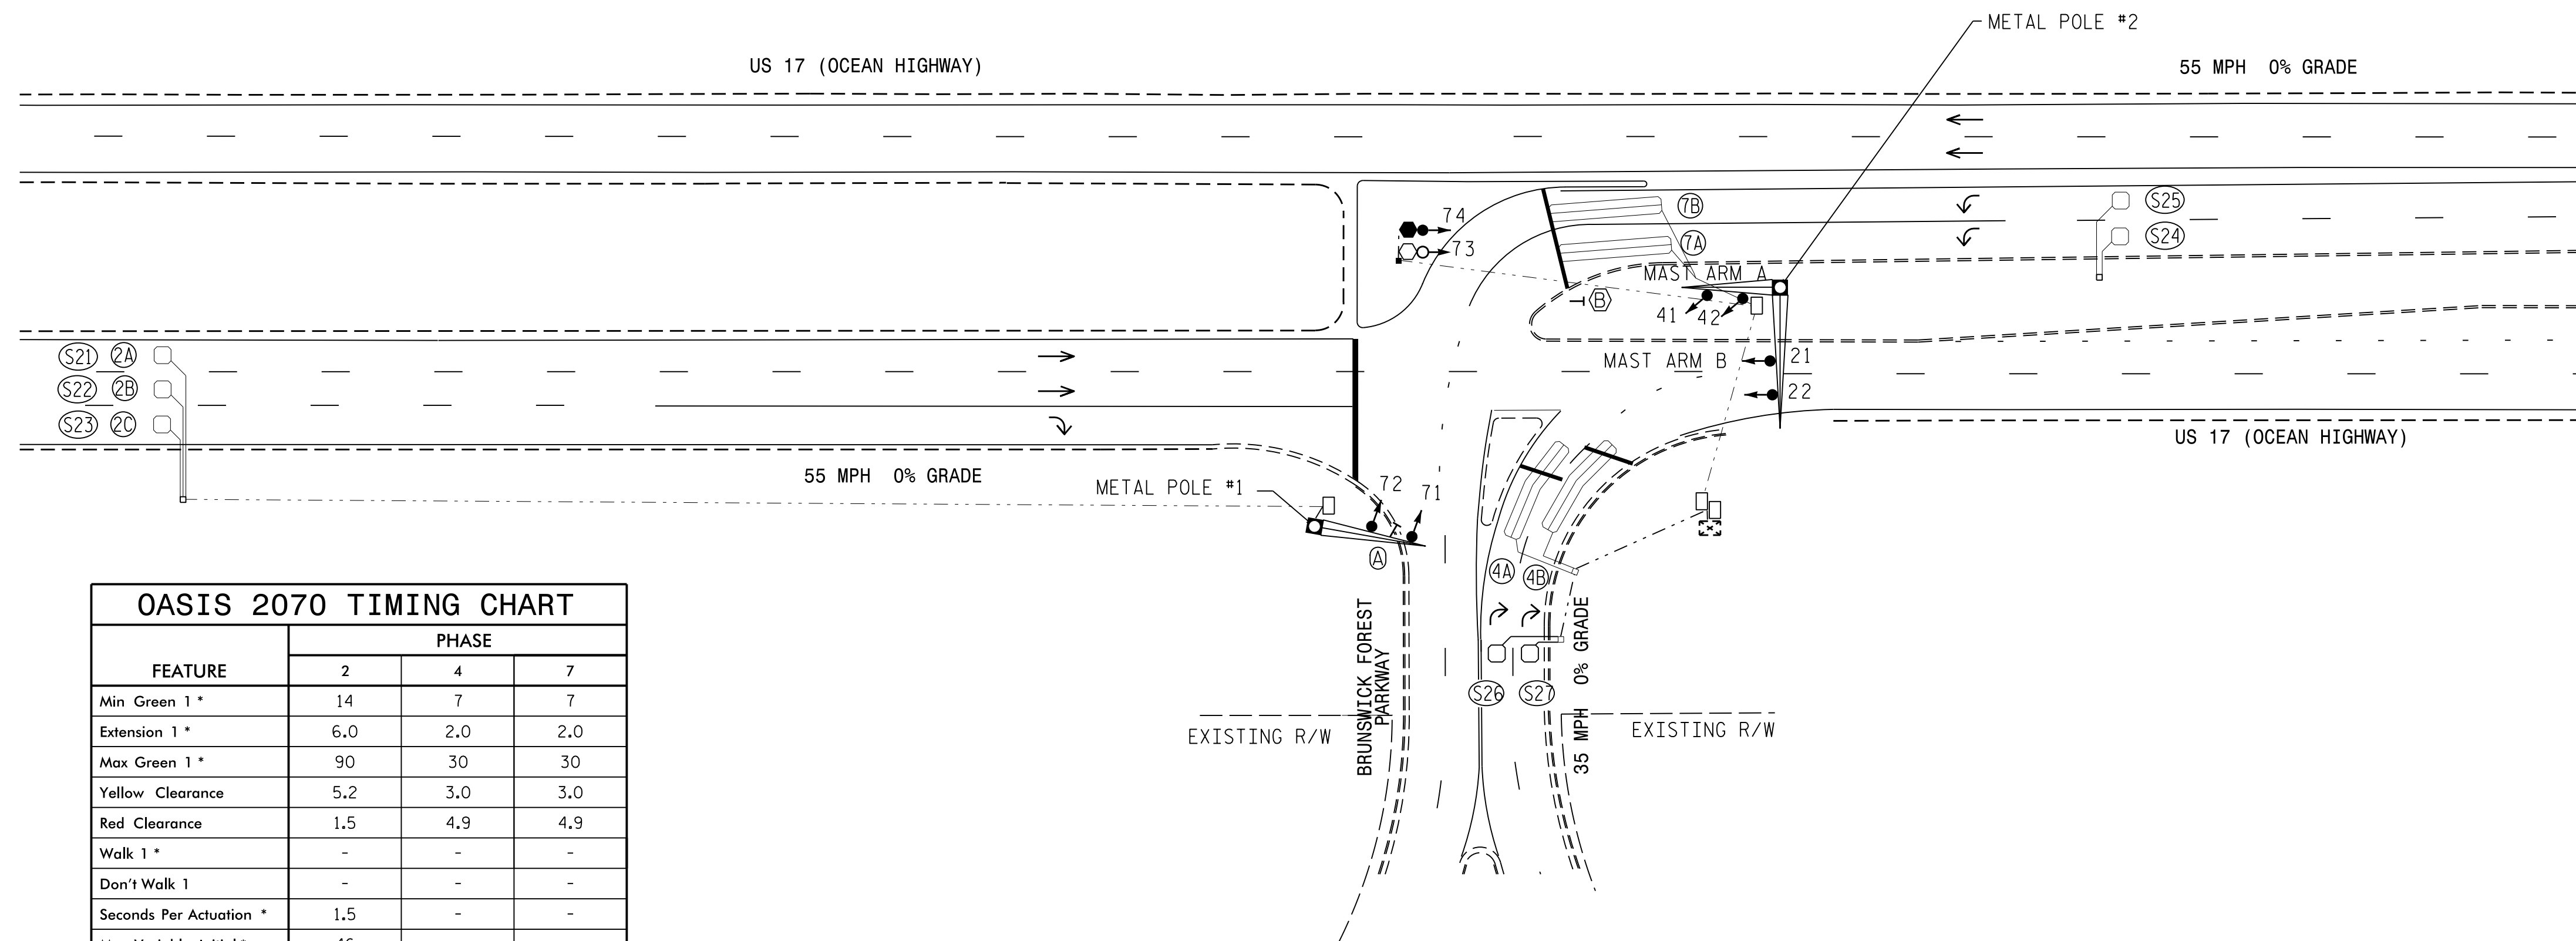 METAL POLE #2
US 17 (OCEAN HIGHWAY)
55 MPH 0% GRADE
74
73
7B
7A
S25
S24
MAST ARM A
B
41
42
MAST ARM B
21
22
S21 2A
S22 2B
S23 2C
US 17 (OCEAN HIGHWAY)
55 MPH 0% GRADE
METAL POLE #1
72
71
A
4A
4B
BRUNSWICK FOREST
PARKWAY
35 MPH 0% GRADE
S26
S27
EXISTING R/W
EXISTING R/W
OASIS 2070 TIMING CHART
FEATURE
PHASE
2 4 7
Min Green 1 * 14 7 7
Extension 1 * 6.0 2.0 2.0
Max Green 1 * 90 30 30
Yellow Clearance 5.2 3.0 3.0
Red Clearance 1.5 4.9 4.9
Walk 1 * - - -
Don't Walk 1 - - -
Seconds Per Actuation * 1.5 - -